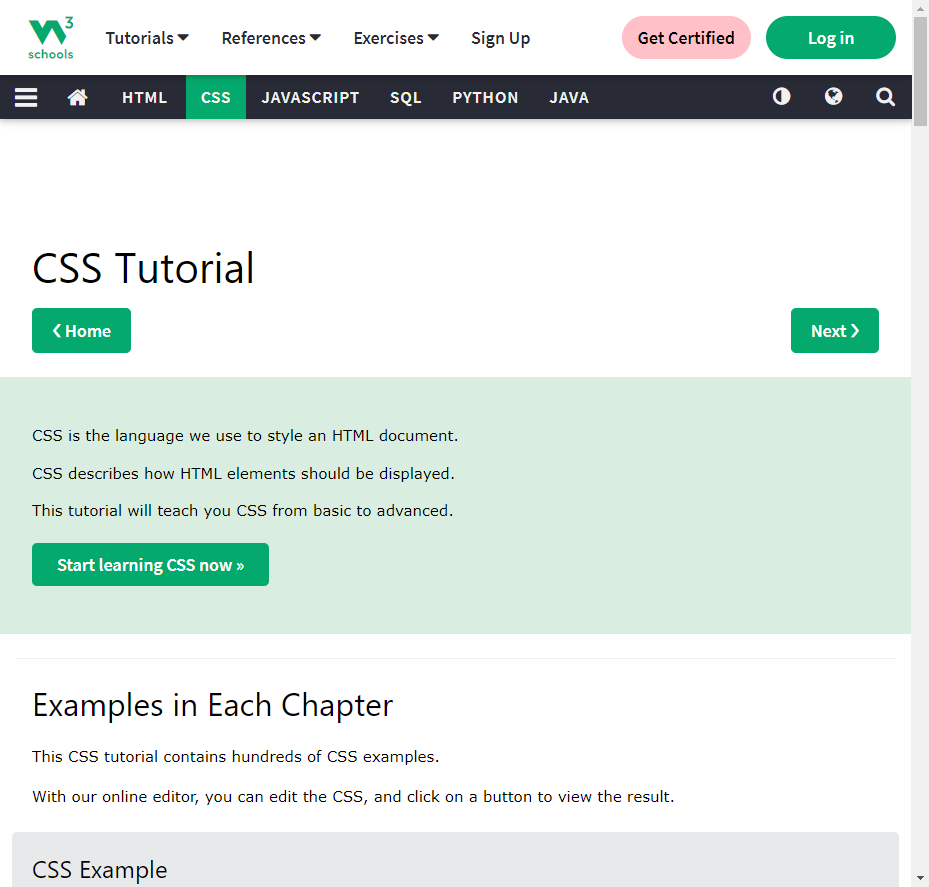 W3
schools
Tutorials
References
Exercises
Sign Up
Get Certified
Log in
HTML
CSS
JAVASCRIPT
SQL
PYTHON
JAVA
CSS Tutorial
❮ Home
Next ❯
CSS is the language we use to style an HTML document.
CSS describes how HTML elements should be displayed.
This tutorial will teach you CSS from basic to advanced.
Start learning CSS now »
Examples in Each Chapter
This CSS tutorial contains hundreds of CSS examples.
With our online editor, you can edit the CSS, and click on a button to view the result.
CSS Example